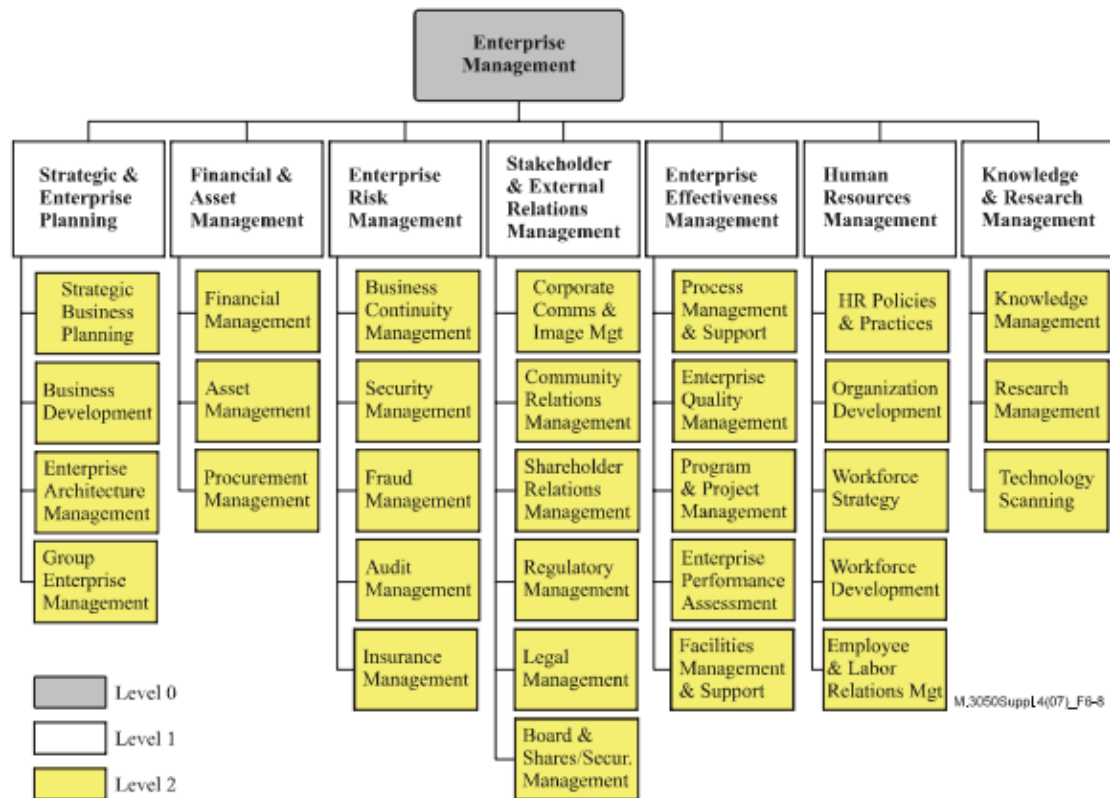 Enterprise
Management
Strategic &
Enterprise
Planning
Financial &
Asset
Management
Enterprise
Risk
Management
Stakeholder
& External
Relations
Management
Enterprise
Effectiveness
Management
Human
Resources
Management
Knowledge
& Research
Management
Strategic
Business
Planning
Business
Development
Enterprise
Architecture
Management
Group
Enterprise
Management
Financial
Management
Asset
Management
Procurement
Management
Business
Continuity
Management
Security
Management
Fraud
Management
Audit
Management
Insurance
Management
Corporate
Comms &
Image Mgt
Community
Relations
Management
Shareholder
Relations
Management
Regulatory
Management
Legal
Management
Board &
Shares/Secur.
Management
Process
Management
& Support
Enterprise
Quality
Management
Program
& Project
Management
Enterprise
Performance
Assessment
Facilities
Management
& Support
HR Policies
& Practices
Organization
Development
Workforce
Strategy
Workforce
Development
Employee
& Labor
Relations Mgt
Knowledge
Management
Research
Management
Technology
Scanning
Level 0
Level 1
Level 2
M.3050Suppl.4(07)_F6-8